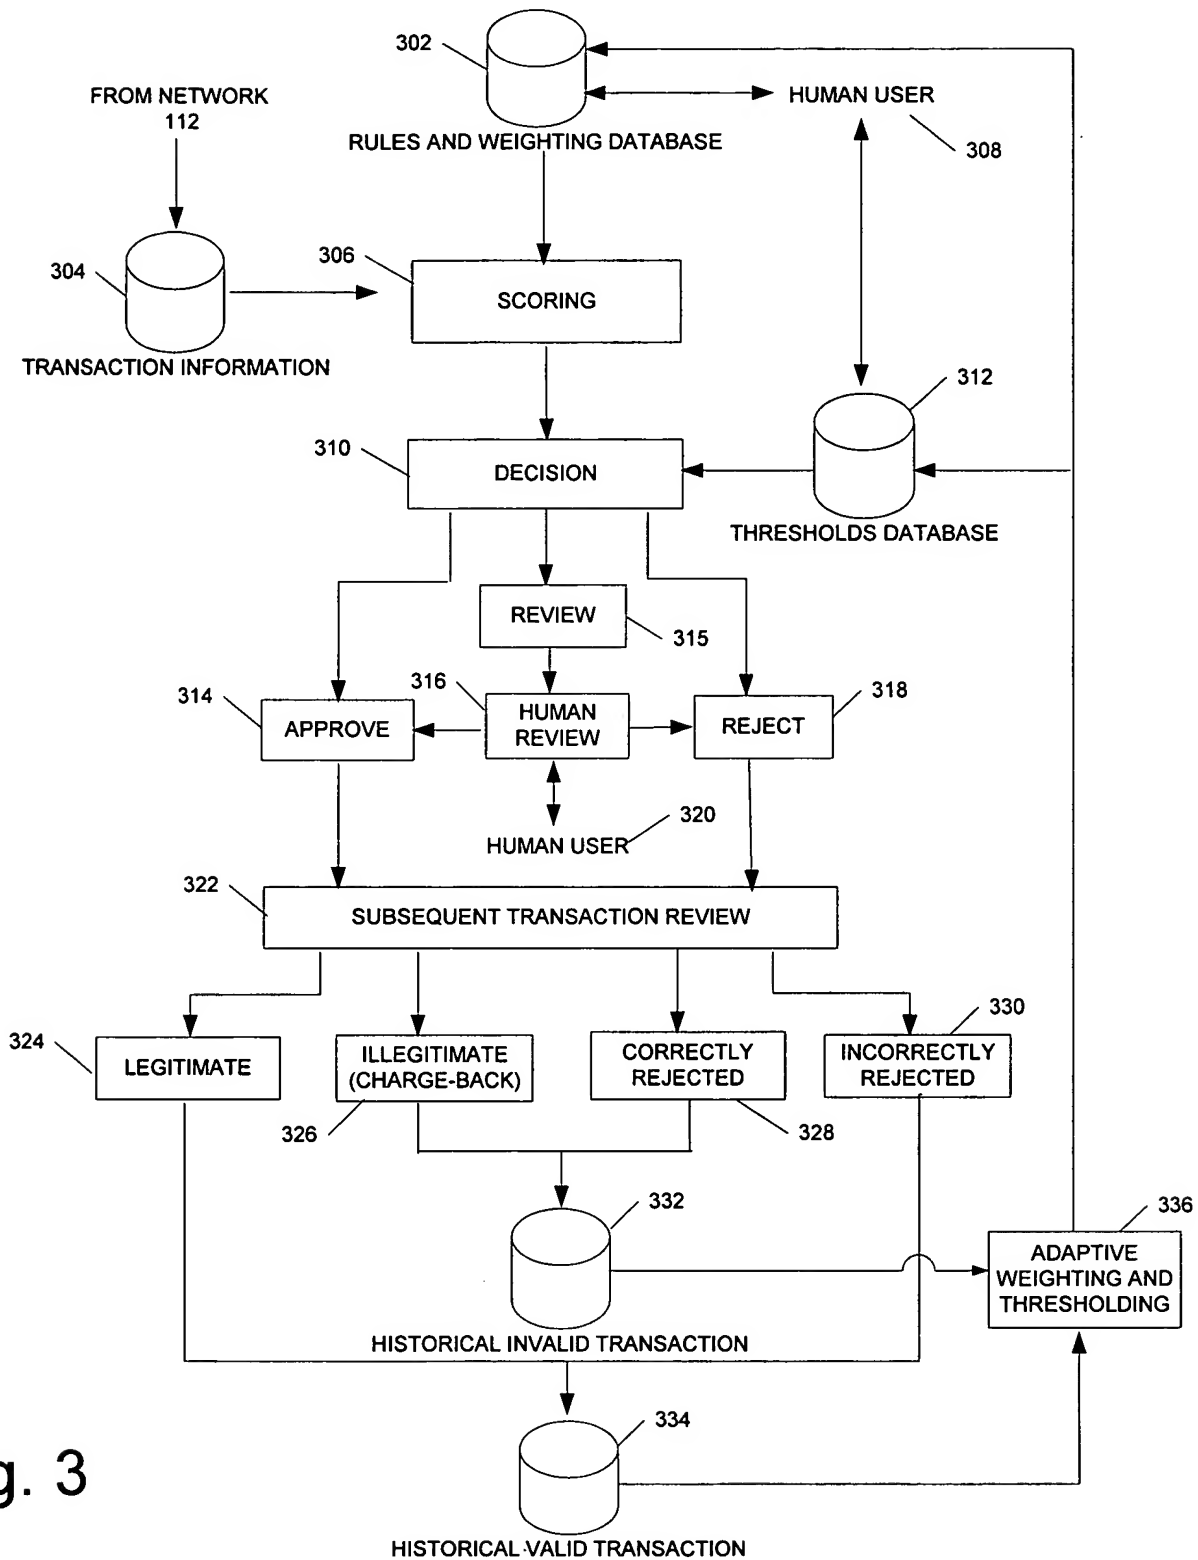 302
FROM NETWORK
112
HUMAN USER
RULES AND WEIGHTING DATABASE
308
306
304
SCORING
TRANSACTION INFORMATION
312
310
DECISION
THRESHOLDS DATABASE
REVIEW
315
314
316
318
APPROVE
HUMAN
REVIEW
REJECT
320
HUMAN USER
322
SUBSEQUENT TRANSACTION REVIEW
330
324
LEGITIMATE
ILLEGITIMATE
(CHARGE-BACK)
CORRECTLY
REJECTED
INCORRECTLY
REJECTED
326
328
332
336
ADAPTIVE
WEIGHTING AND
THRESHOLDING
HISTORICAL INVALID TRANSACTION
334
g. 3
HISTORICAL VALID TRANSACTION